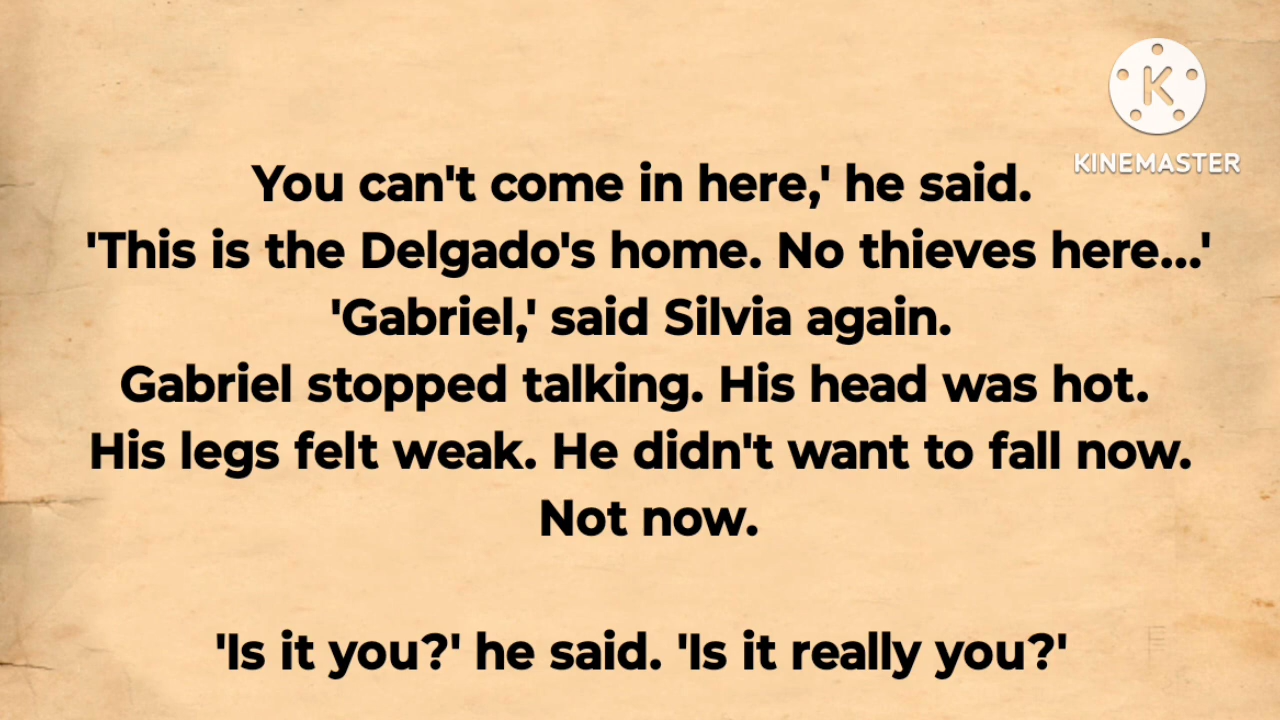 KINEMASTER
You can't come in here,' he said.
'This is the Delgado's home. No thieves here...'
'Gabriel,' said Silvia again.
Gabriel stopped talking. His head was hot.
His legs felt weak. He didn't want to fall now.
Not now.
'Is it you?' he said. 'Is it really you?'